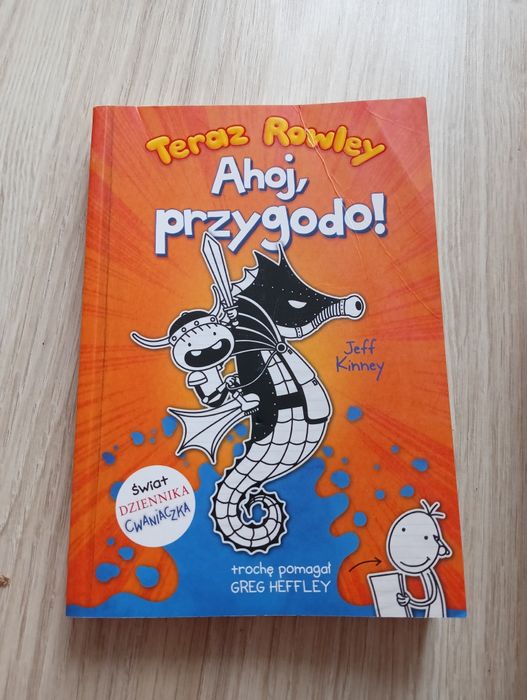 Teraz Rowley
Ahoj,
przygodo!
Jeff
Kinney
świat
DZIENNIKA
CWANIACZKA
trochę pomagał
GREG HEFFLEY